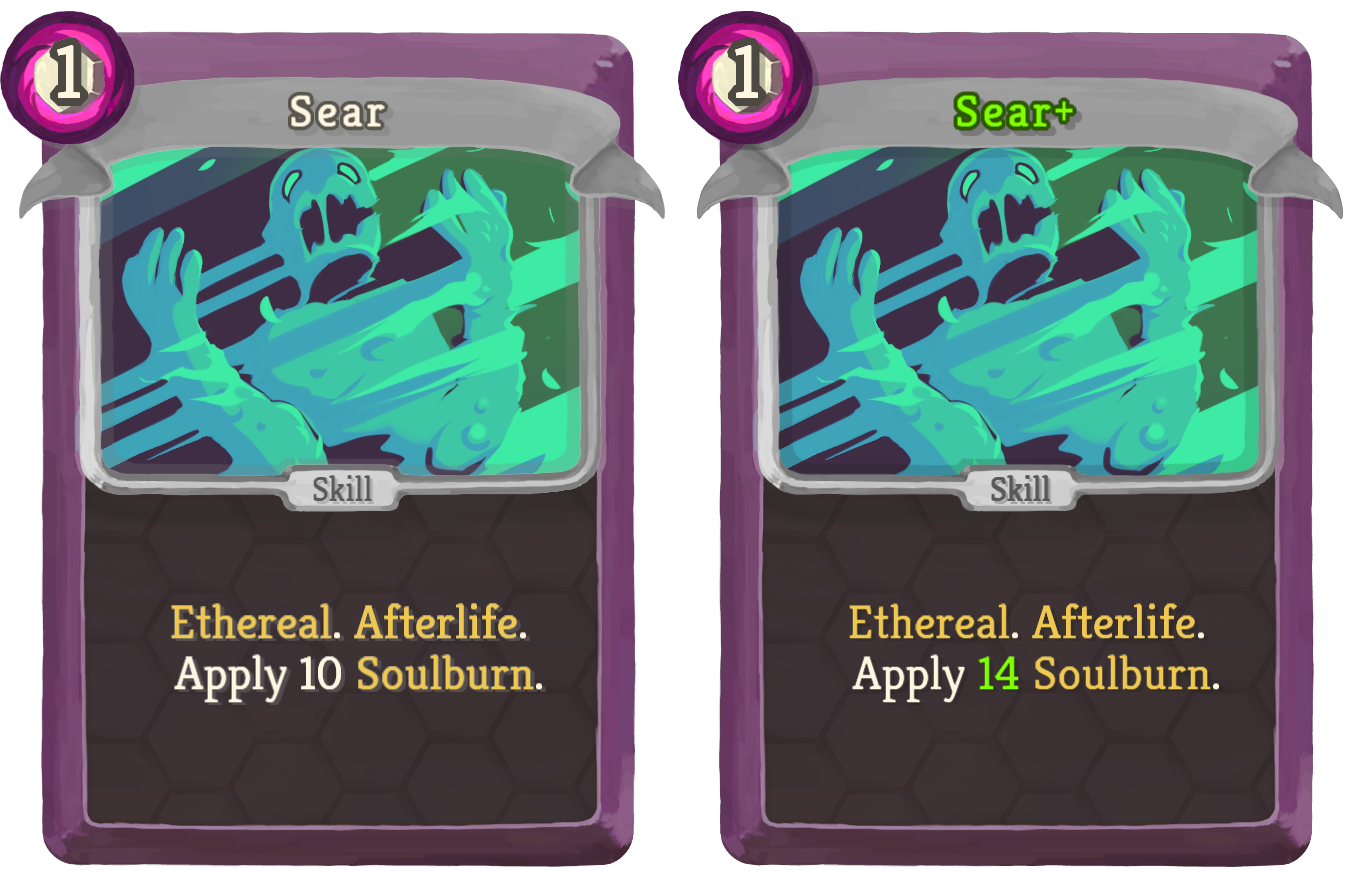 1
Sear
Skill
Ethereal. Afterlife.
Apply 10 Soulburn.
1
Sear+
Skill
Ethereal. Afterlife.
Apply 14 Soulburn.